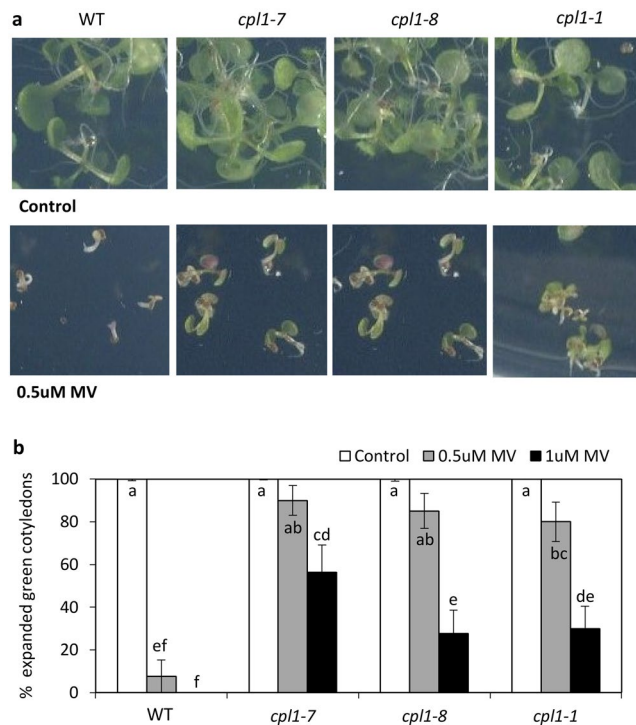 a
WT cpl1-7 cpl1-8 cpl1-1
Control
0.5uM MV
b
Control 0.5uM MV 1uM MV
% expanded green cotyledons
100
80
60
40
20
0
a a a a
ab ab bc
cd e de
ef f
WT cpl1-7 cpl1-8 cpl1-1